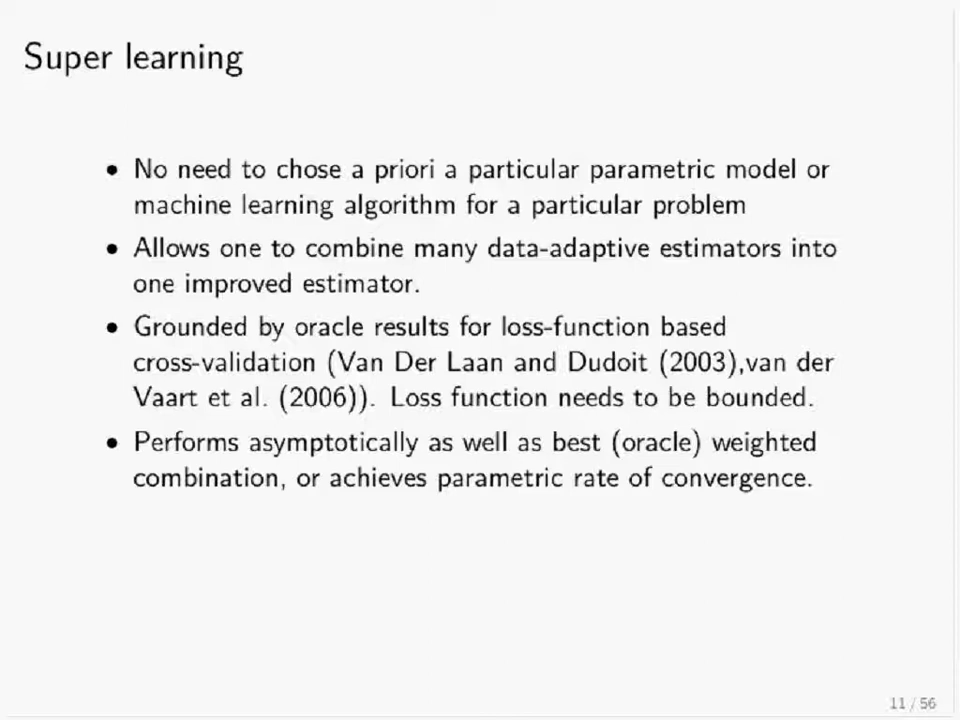 Super learning
• No need to chose a priori a particular parametric model or
machine learning algorithm for a particular problem
• Allows one to combine many data-adaptive estimators into
one improved estimator.
• Grounded by oracle results for loss-function based
cross-validation (Van Der Laan and Dudoit (2003),van der
Vaart et al. (2006)). Loss function needs to be bounded.
• Performs asymptotically as well as best (oracle) weighted
combination, or achieves parametric rate of convergence.
11 / 56